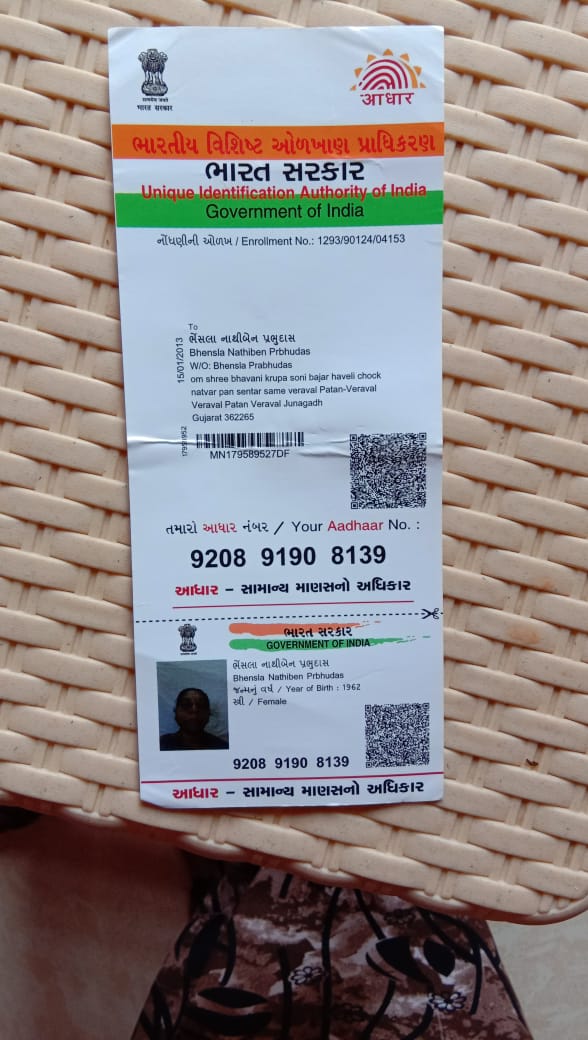 सत्यमेव जयते
भारत सरकार
आधार
ભારતીય વિશિષ્ટ ઓળખાણ પ્રાધિકરણ
ભારત સરકાર
Unique Identification Authority of India
Government of India
નોંધણીની ઓળખ / Enrollment No.: 1293/90124/04153
To
ભેંસલા નાથીબેન પ્રભુદાસ
Bhensla Nathiben Prbhudas
W/O: Bhensla Prabhudas
om shree bhavani krupa soni bajar haveli chock
natvar pan sentar same veraval Patan-Veraval
Veraval Patan Veraval Junagadh
Gujarat 362265
15/01/2013
MN179589527DF
તમારો આધાર નંબર / Your Aadhaar No. :
9208 9190 8139
આધાર – સામાન્ય માણસનો અધિકાર
ભારત સરકાર
GOVERNMENT OF INDIA
ભેંસલા નાથીબેન પ્રભુદાસ
Bhensla Nathiben Prbhudas
જન્મનું વર્ષ / Year of Birth : 1962
સ્ત્રી / Female
9208 9190 8139
આધાર – સામાન્ય માણસનો અધિકાર